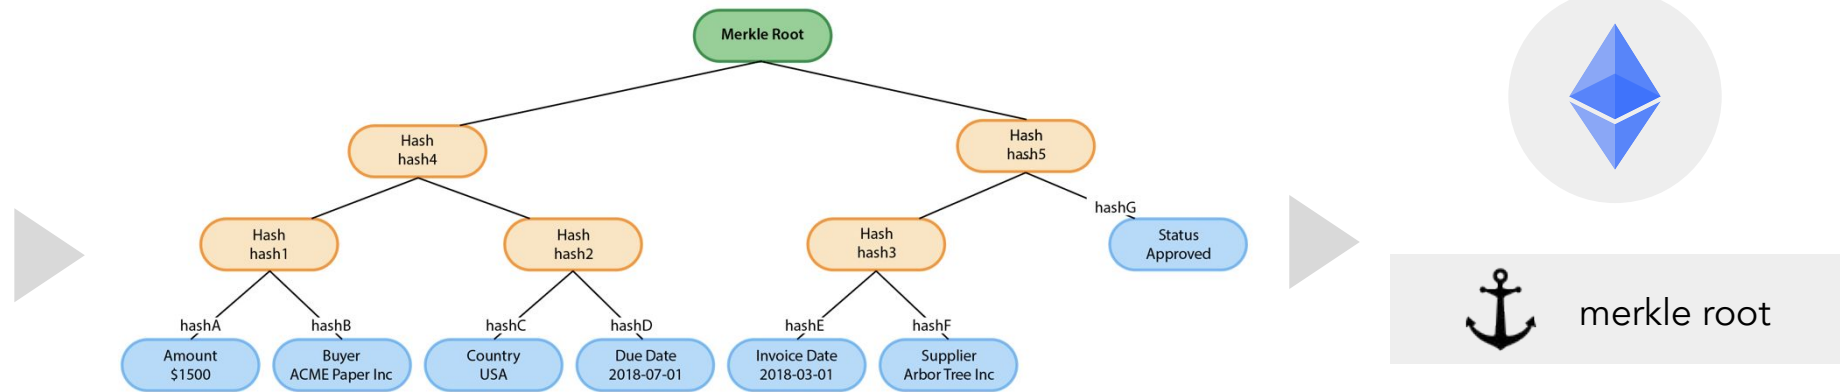 Merkle Root
Hash
hash4
Hash
hash5
Hash
hash1
Hash
hash2
Hash
hash3
hashG
Status
Approved
hashA
hashB
hashC
hashD
hashE
hashF
Amount
$1500
Buyer
ACME Paper Inc
Country
USA
Due Date
2018-07-01
Invoice Date
2018-03-01
Supplier
Arbor Tree Inc
merkle root